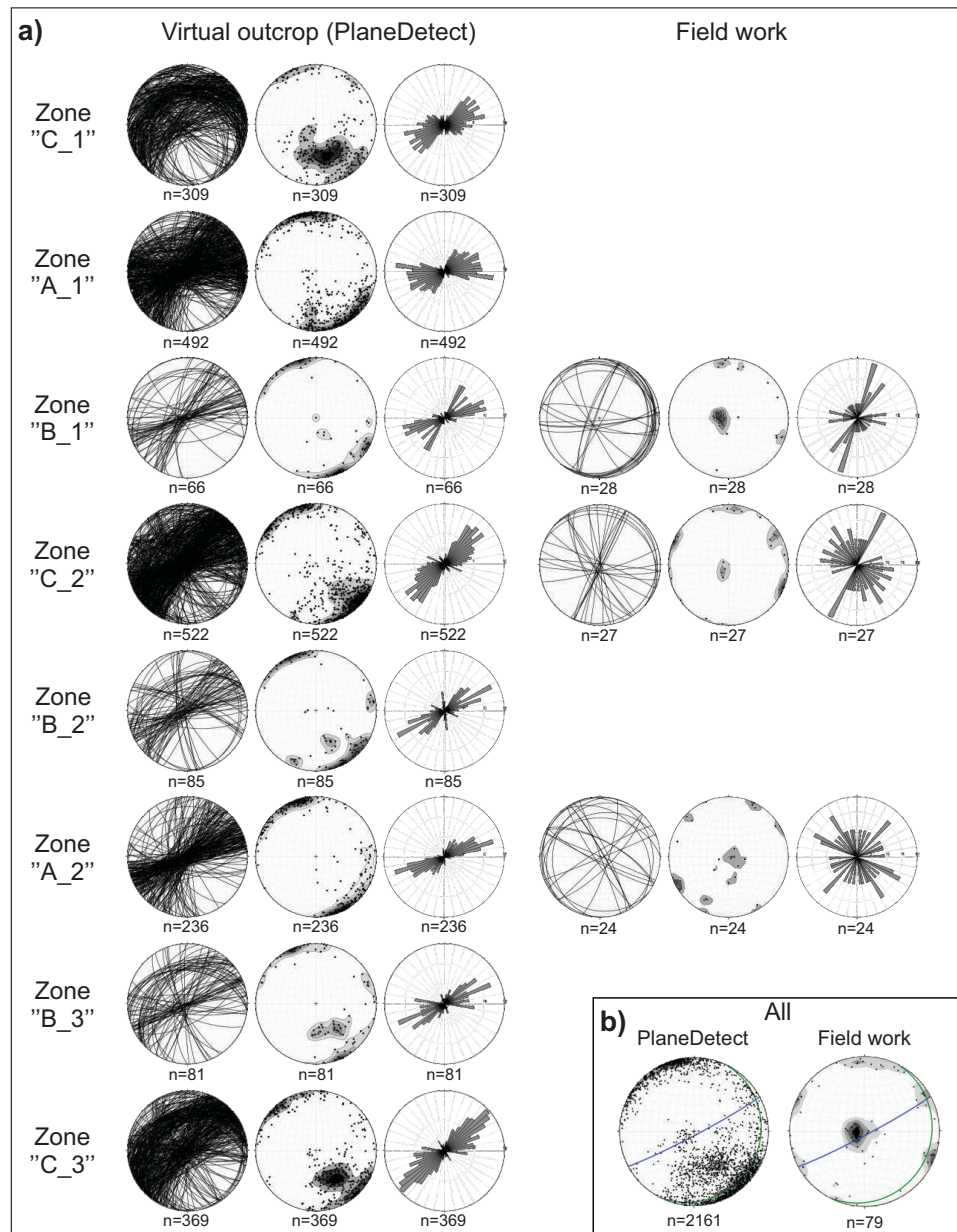 a)
Virtual outcrop (PlaneDetect)
Field work
Zone
"C_1"
n=309
n=309
n=309
Zone
"A_1"
n=492
n=492
n=492
Zone
"B_1"
n=66
n=66
n=66
n=28
n=28
n=28
Zone
"C_2"
n=522
n=522
n=522
n=27
n=27
n=27
Zone
"B_2"
n=85
n=85
n=85
Zone
"A_2"
n=236
n=236
n=236
n=24
n=24
n=24
Zone
"B_3"
n=81
n=81
n=81
Zone
"C_3"
n=369
n=369
n=369
b)
All
PlaneDetect
Field work
n=2161
n=79